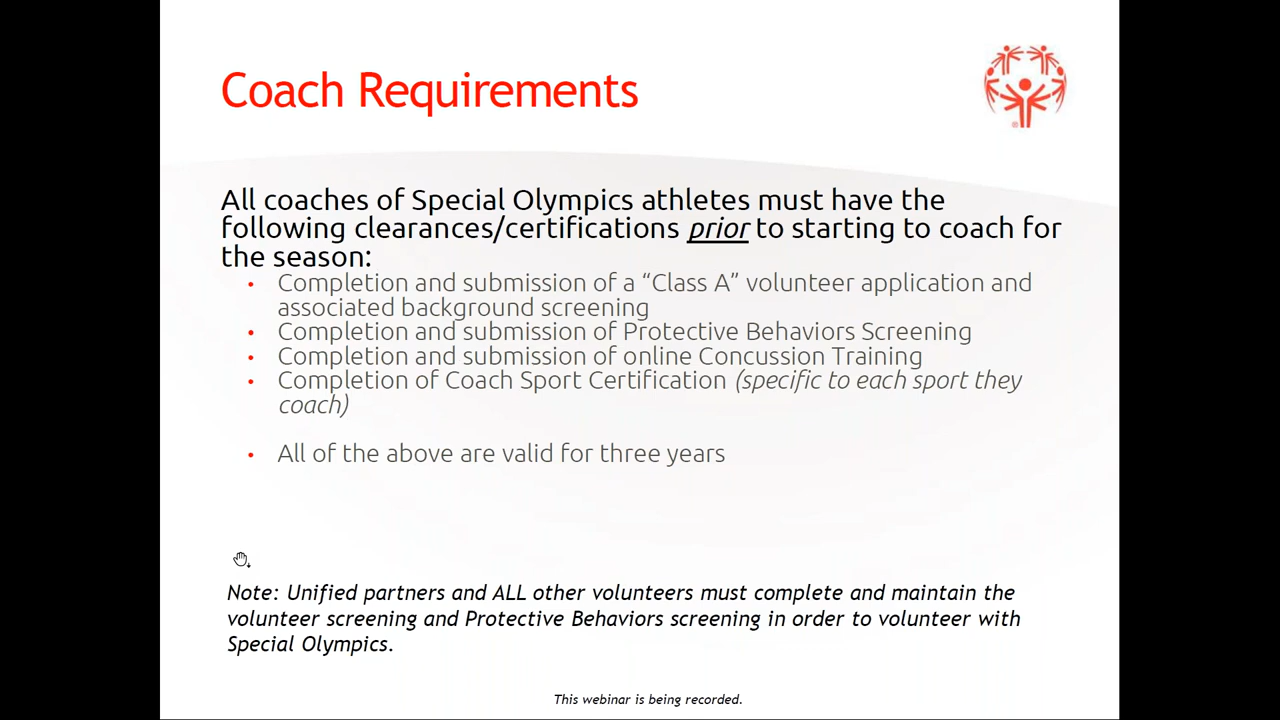 Coach Requirements
All coaches of Special Olympics athletes must have the
following clearances/certifications prior to starting to coach for
the season:
• Completion and submission of a “Class A” volunteer application and
associated background screening
• Completion and submission of Protective Behaviors Screening
• Completion and submission of online Concussion Training
• Completion of Coach Sport Certification (specific to each sport they
coach)
• All of the above are valid for three years
Note: Unified partners and ALL other volunteers must complete and maintain the
volunteer screening and Protective Behaviors screening in order to volunteer with
Special Olympics.
This webinar is being recorded.